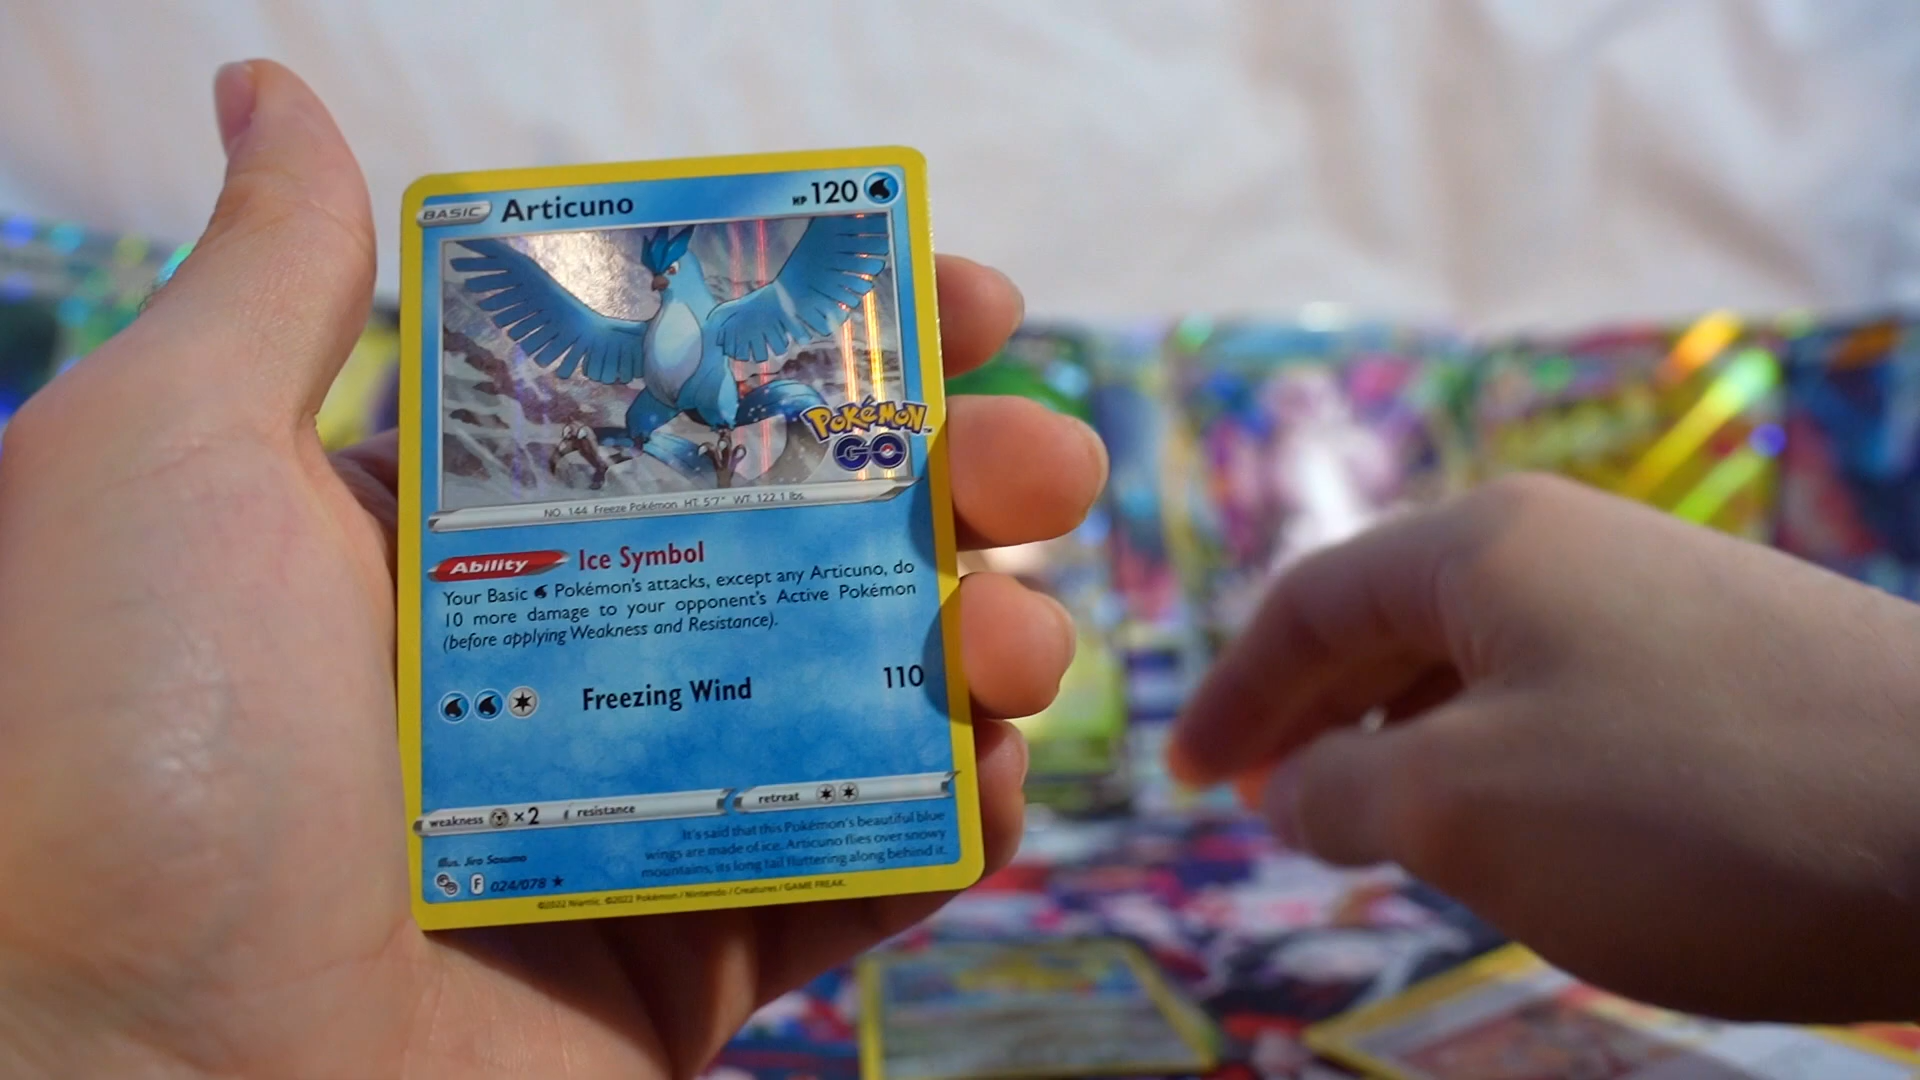 BASIC Articuno HP 120
POKéMON™
GO
NO. 144 Freeze Pokémon HT. 5'7" WT. 122.1 lbs.
Ability Ice Symbol
Your Basic Pokémon's attacks, except any Articuno, do
10 more damage to your opponent's Active Pokémon
(before applying Weakness and Resistance).
Freezing Wind 110
weakness ×2 resistance retreat
It's said that this Pokémon's beautiful blue
wings are made of ice. Articuno flies over snowy
mountains, its long tail fluttering along behind it.
Illus. Jiro Sasumo
F 024/078 ★
©2022 Niantic. ©2022 Pokémon / Nintendo / Creatures / GAME FREAK.